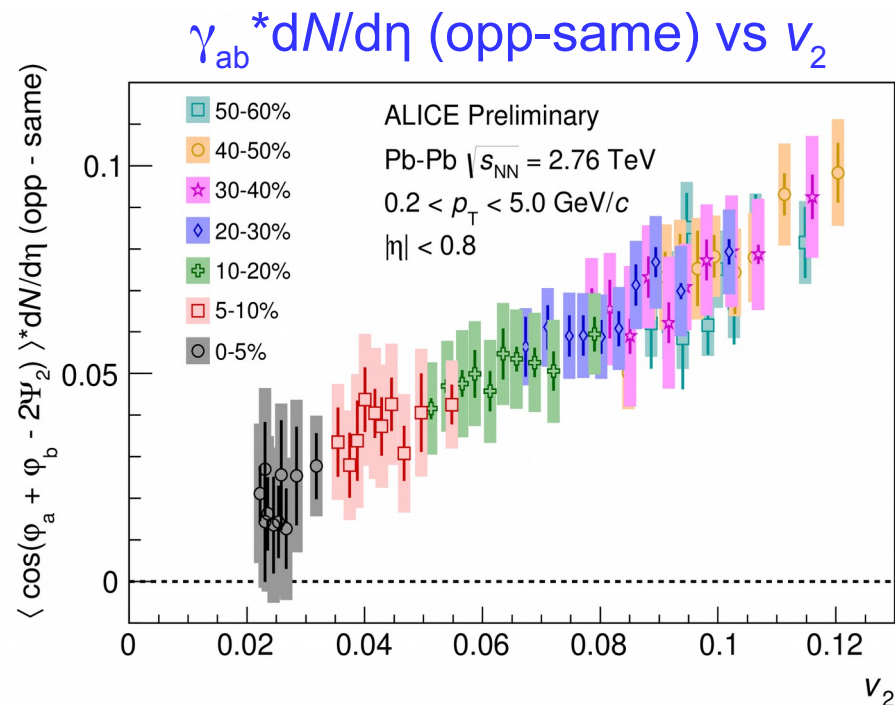 γab*dN/dη (opp-same) vs v2
⟨ cos(φa + φb - 2Ψ2) ⟩*dN/dη (opp - same)
50-60%
40-50%
30-40%
20-30%
10-20%
5-10%
0-5%
ALICE Preliminary
Pb-Pb √sNN = 2.76 TeV
0.2 < pT < 5.0 GeV/c
|η| < 0.8
0.1
0.05
0
0 0.02 0.04 0.06 0.08 0.1 0.12
v2